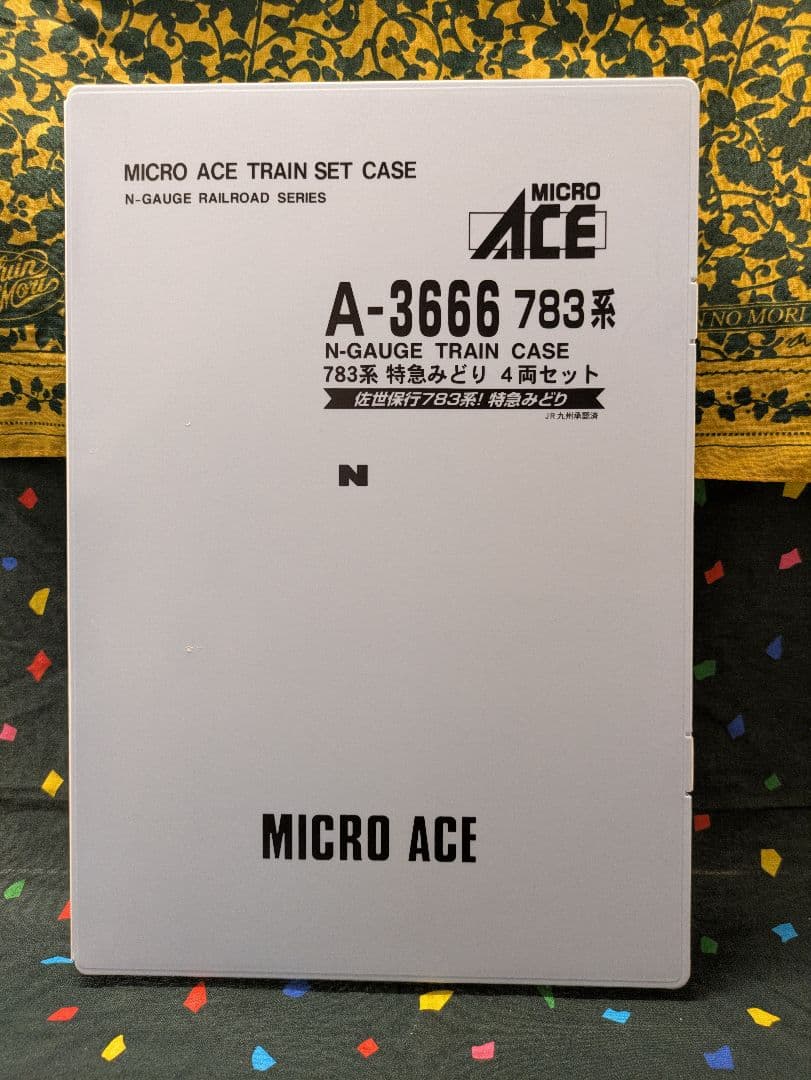 MICRO ACE TRAIN SET CASE
N-GAUGE RAILROAD SERIES
MICRO
ACE
A-3666 783系
N-GAUGE TRAIN CASE
783系 特急みどり 4両セット
佐世保行783系! 特急みどり
JR九州承認済
N
MICRO ACE
NO MORI